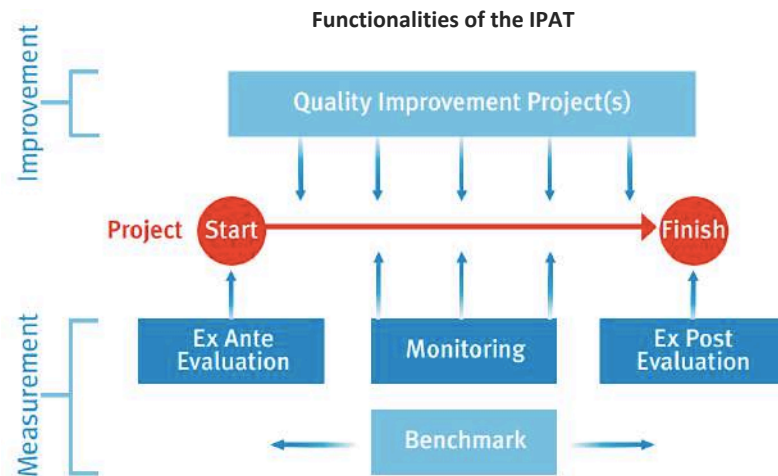 Functionalities of the IPAT
Improvement
Quality Improvement Project(s)
Project
Start
Finish
Measurement
Ex Ante
Evaluation
Monitoring
Ex Post
Evaluation
Benchmark